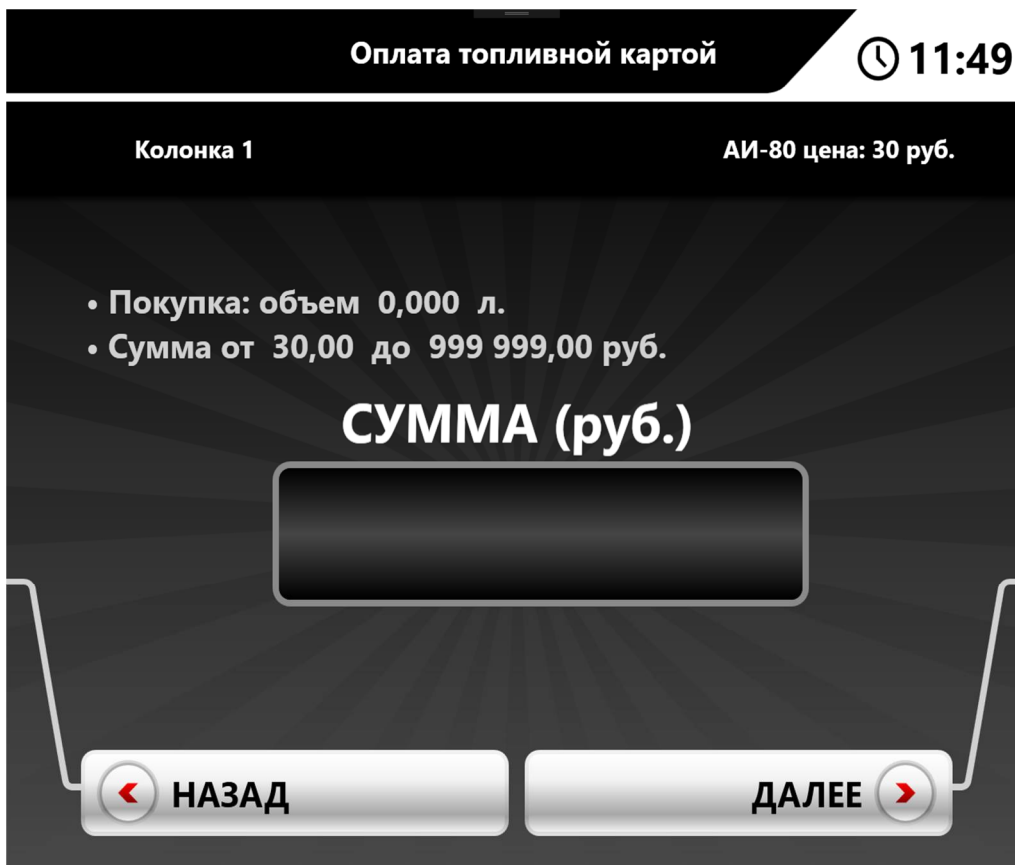 Оплата топливной картой
11:49
Колонка 1
АИ-80 цена: 30 руб.
• Покупка: объем 0,000 л.
• Сумма от 30,00 до 999 999,00 руб.
СУММА (руб.)
НАЗАД
ДАЛЕЕ